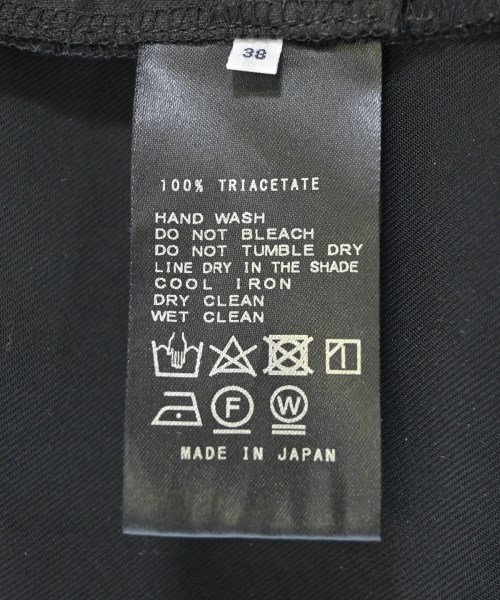 38
100% TRIACETATE
HAND WASH
DO NOT BLEACH
DO NOT TUMBLE DRY
LINE DRY IN THE SHADE
COOL IRON
DRY CLEAN
WET CLEAN
F W
MADE IN JAPAN